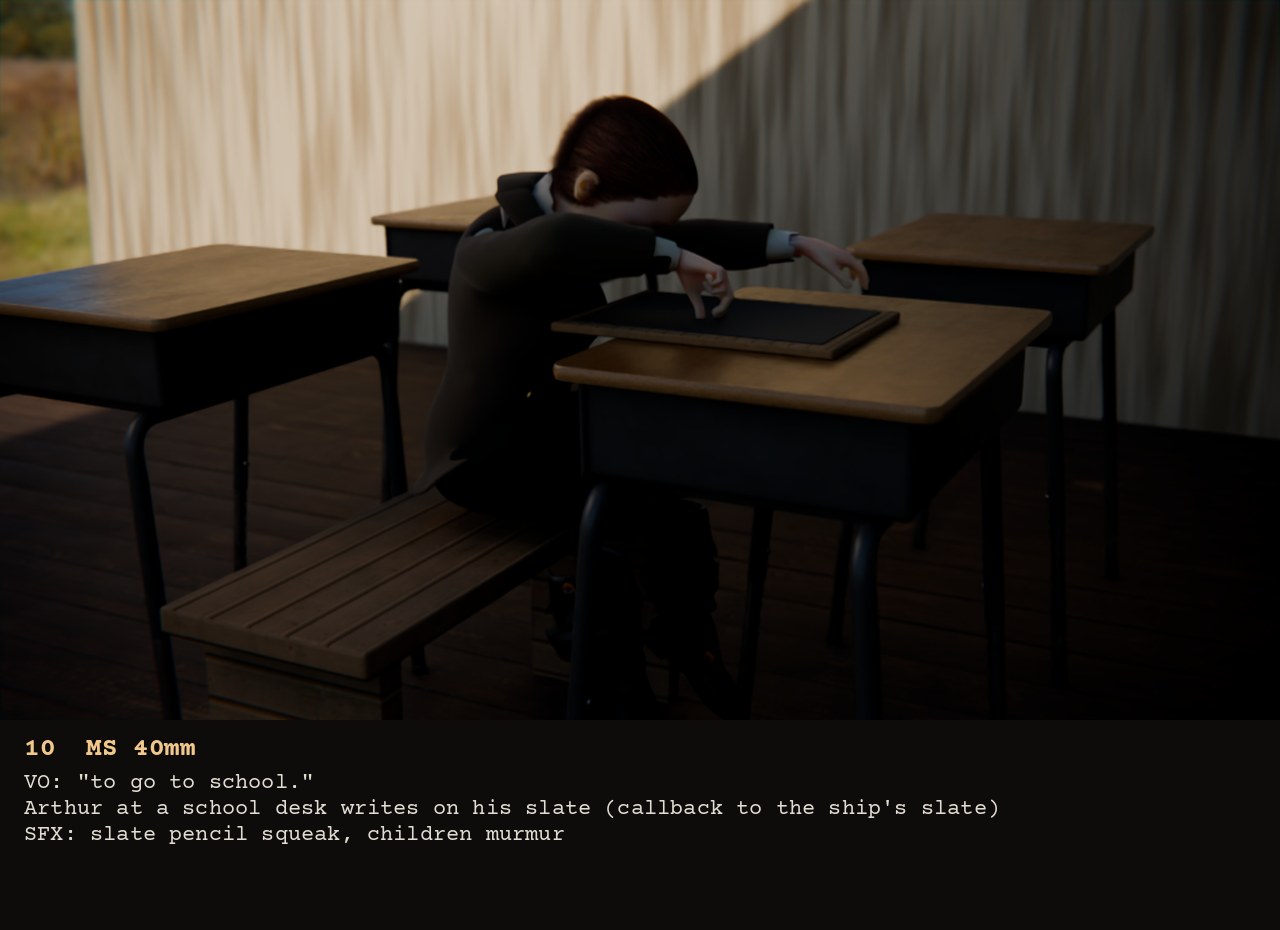 10  MS 40mm
VO: "to go to school."
Arthur at a school desk writes on his slate (callback to the ship's slate)
SFX: slate pencil squeak, children murmur